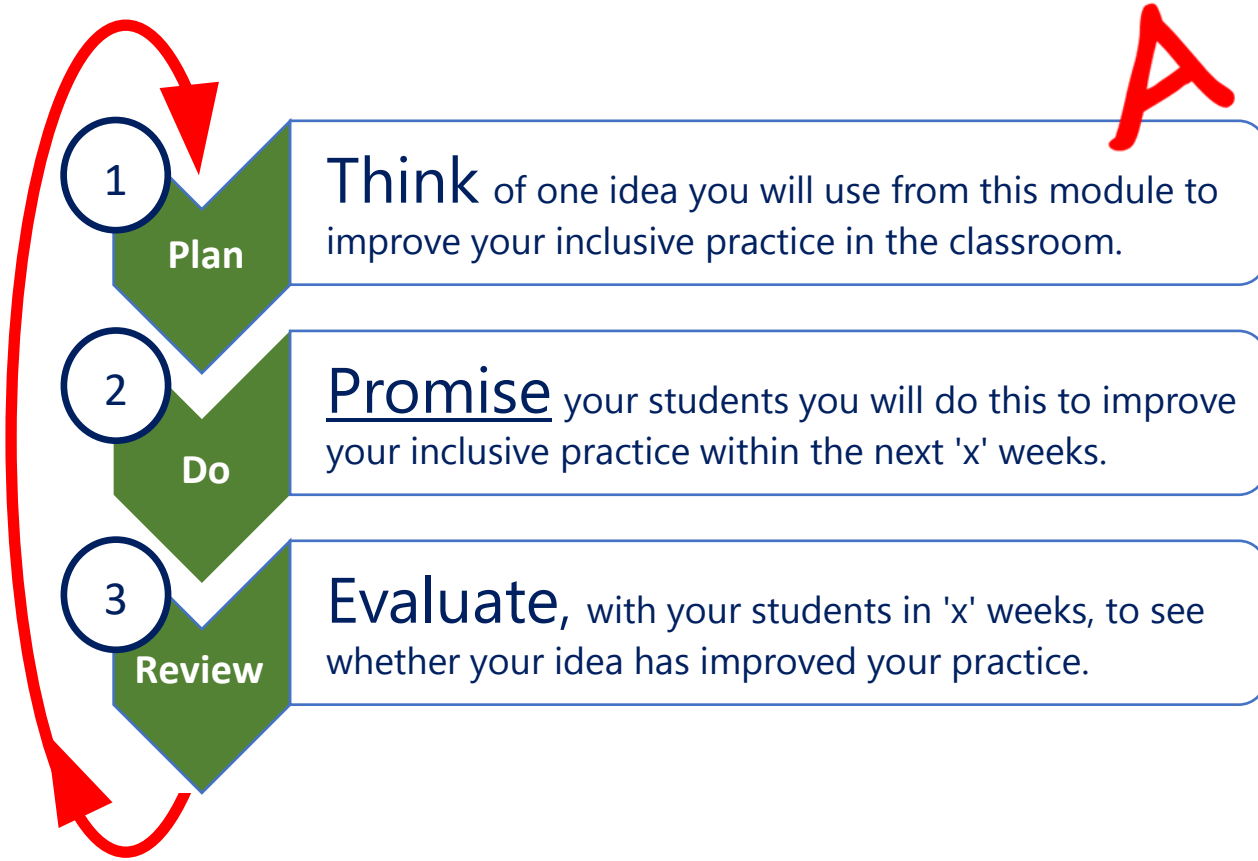 A
1
Think of one idea you will use from this module to
improve your inclusive practice in the classroom.
Plan
2
Promise your students you will do this to improve
your inclusive practice within the next 'x' weeks.
Do
3
Evaluate, with your students in 'x' weeks, to see
whether your idea has improved your practice.
Review